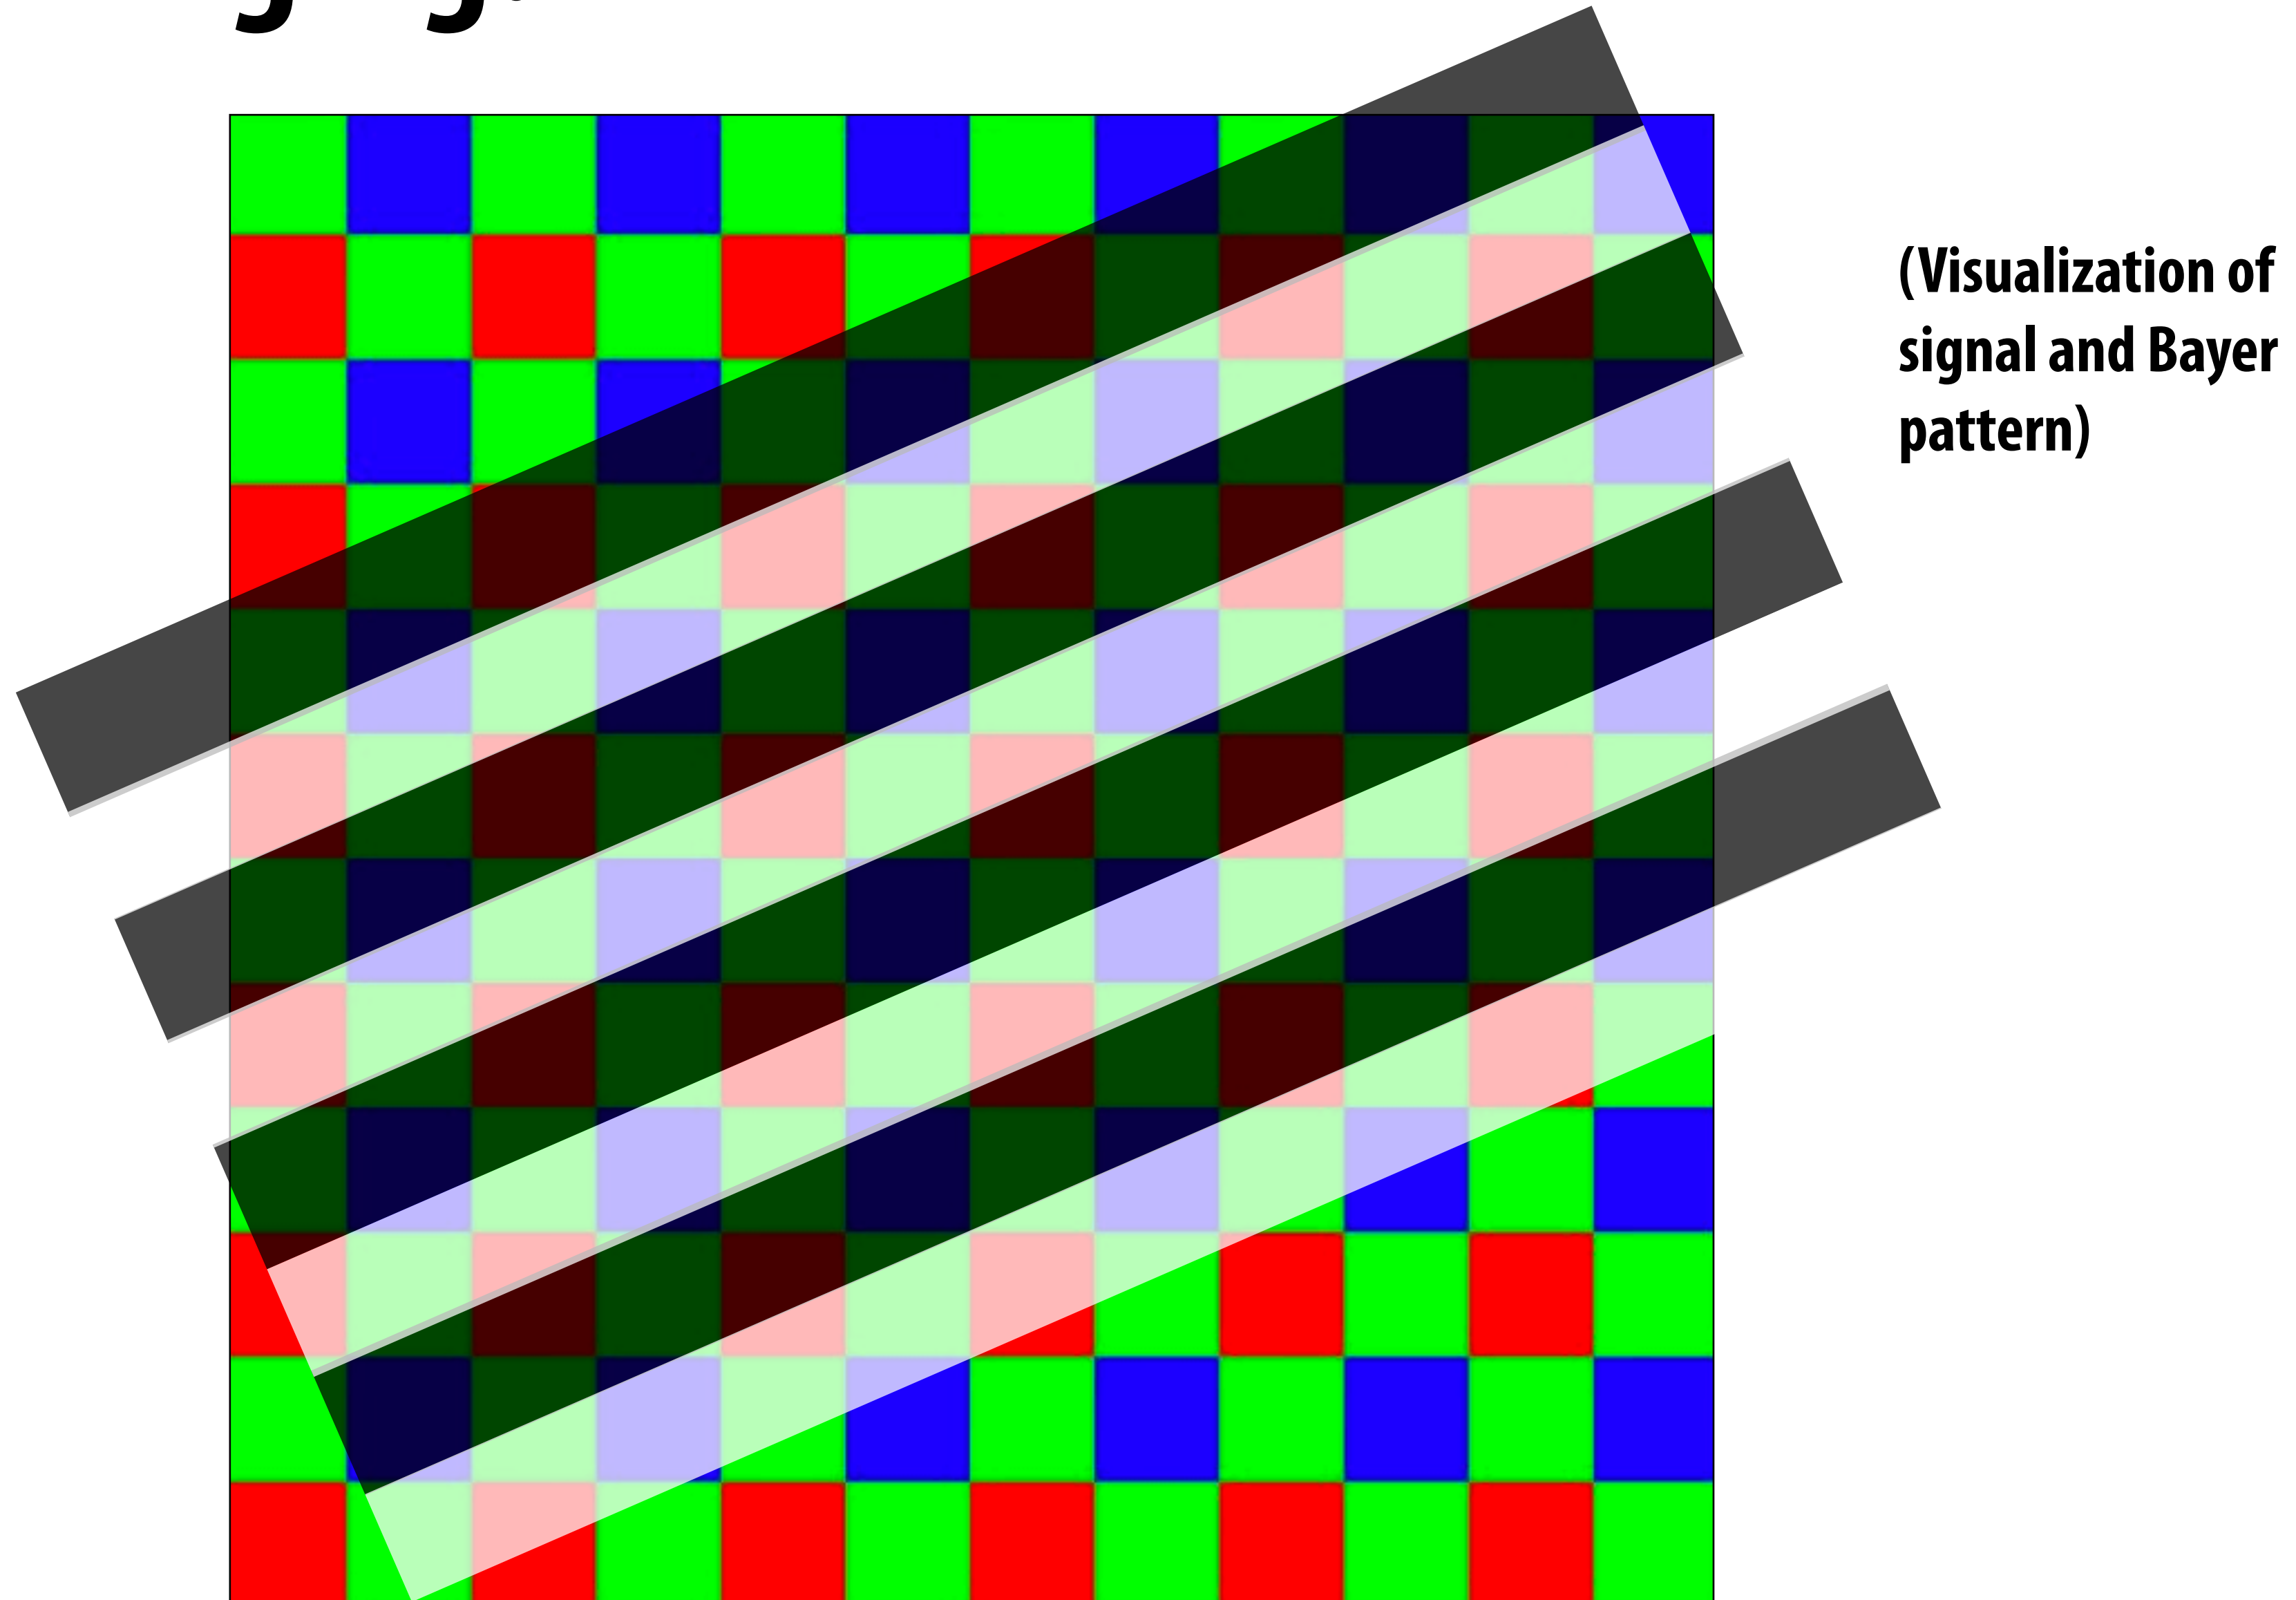 (Visualization of
signal and Bayer
pattern)